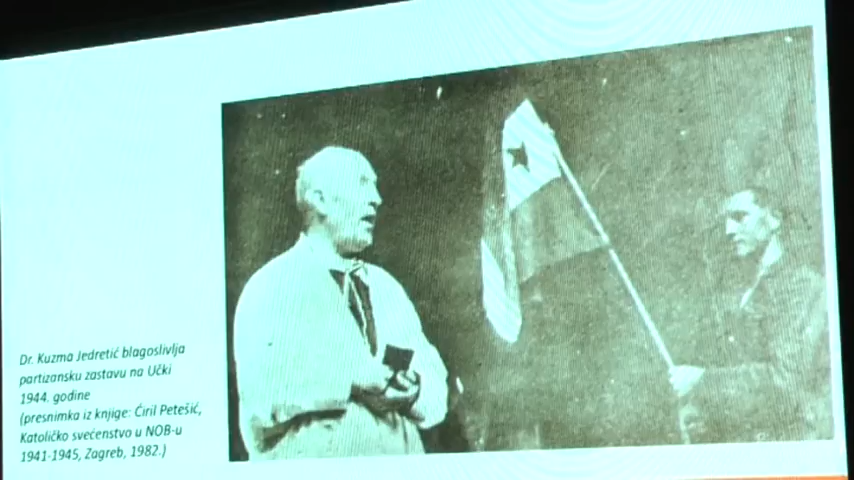 Dr. Kuzma Jedretić blagoslivlja
partizansku zastavu na Učki
1944. godine
(presnimka iz knjige: Ćiril Petešić,
Katoličko svećenstvo u NOB-u
1941-1945, Zagreb, 1982.)